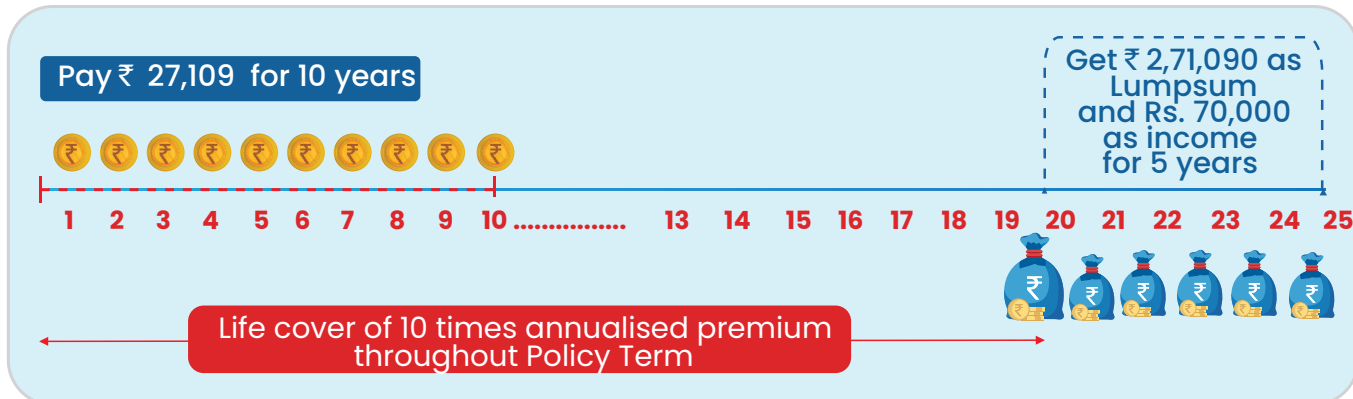 Pay ₹ 27,109 for 10 years
Get ₹ 2,71,090 as
Lumpsum
and Rs. 70,000
as income
for 5 years
1 2 3 4 5 6 7 8 9 10 ............... 13 14 15 16 17 18 19 20 21 22 23 24 25
Life cover of 10 times annualised premium
throughout Policy Term